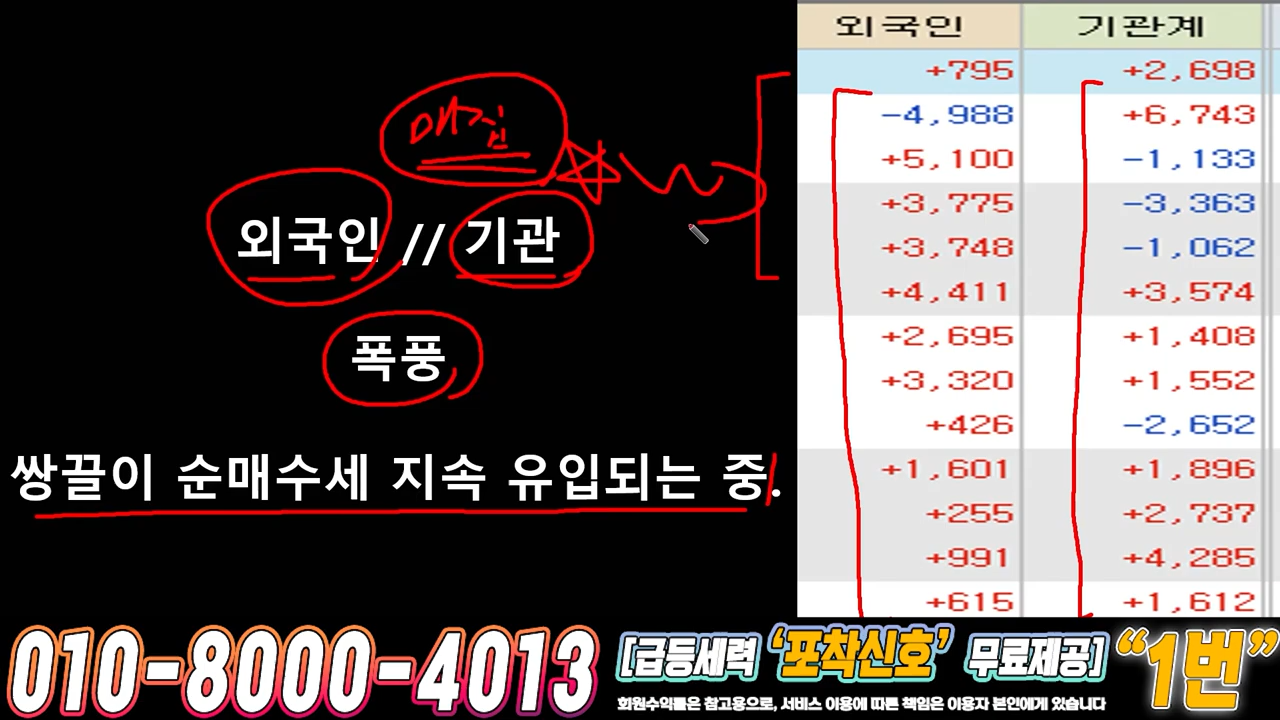 매집
외국인 // 기관
폭풍
쌍끌이 순매수세 지속 유입되는 중.
외국인 기관계
+795 +2,698
-4,988 +6,743
+5,100 -1,133
+3,775 -3,363
+3,748 -1,062
+4,411 +3,574
+2,695 +1,408
+3,320 +1,552
+426 -2,652
+1,601 +1,896
+255 +2,737
+991 +4,285
+615 +1,612
010-8000-4013 [급등세력 '포착신호' 무료제공] "1번"
회원수익률은 참고용으로, 서비스 이용에 따른 책임은 이용자 본인에게 있습니다